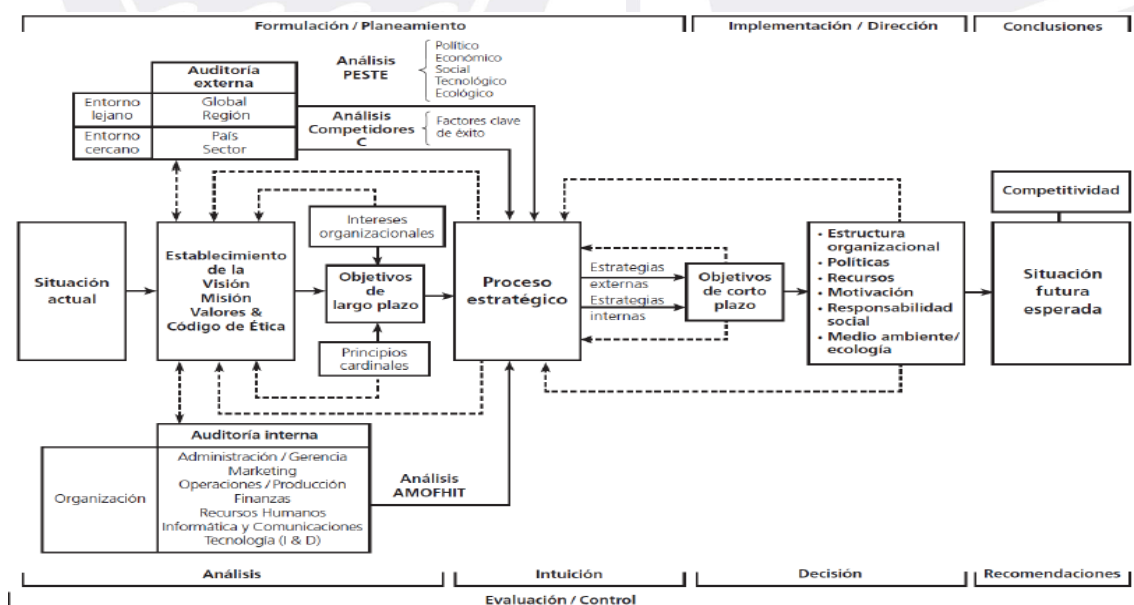 Formulación / Planeamiento
Implementación / Dirección
Conclusiones
Auditoría
externa
Entorno
lejano
Global
Región
Entorno
cercano
País
Sector
Análisis
PESTE
Político
Económico
Social
Tecnológico
Ecológico
Análisis
Competidores
C
Factores clave
de éxito
Situación
actual
Establecimiento
de la
Visión
Misión
Valores &
Código de Ética
Intereses
organizacionales
Objetivos de
largo plazo
Principios
cardinales
Proceso
estratégico
Estrategias
externas
Estrategias
internas
Objetivos
de corto
plazo
• Estructura
organizacional
• Políticas
• Recursos
• Motivación
• Responsabilidad
social
• Medio ambiente/
ecología
Competitividad
Situación
futura
esperada
Auditoría interna
Organización
Administración / Gerencia
Marketing
Operaciones / Producción
Finanzas
Recursos Humanos
Informática y Comunicaciones
Tecnología (I & D)
Análisis
AMOFHIT
Análisis
Intuición
Decisión
Recomendaciones
Evaluación / Control